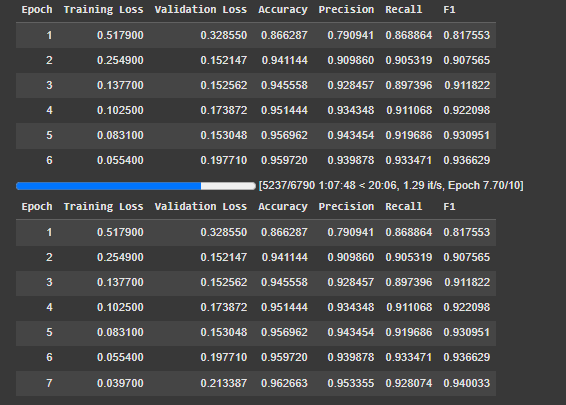 Epoch Training Loss Validation Loss Accuracy Precision Recall F1
1 0.517900 0.328550 0.866287 0.790941 0.868864 0.817553
2 0.254900 0.152147 0.941144 0.909860 0.905319 0.907565
3 0.137700 0.152562 0.945558 0.928457 0.897396 0.911822
4 0.102500 0.173872 0.951444 0.934348 0.911068 0.922098
5 0.083100 0.153048 0.956962 0.943454 0.919686 0.930951
6 0.055400 0.197710 0.959720 0.939878 0.933471 0.936629
[5237/6790 1:07:48 < 20:06, 1.29 it/s, Epoch 7.70/10]
Epoch Training Loss Validation Loss Accuracy Precision Recall F1
1 0.517900 0.328550 0.866287 0.790941 0.868864 0.817553
2 0.254900 0.152147 0.941144 0.909860 0.905319 0.907565
3 0.137700 0.152562 0.945558 0.928457 0.897396 0.911822
4 0.102500 0.173872 0.951444 0.934348 0.911068 0.922098
5 0.083100 0.153048 0.956962 0.943454 0.919686 0.930951
6 0.055400 0.197710 0.959720 0.939878 0.933471 0.936629
7 0.039700 0.213387 0.962663 0.953355 0.928074 0.940033